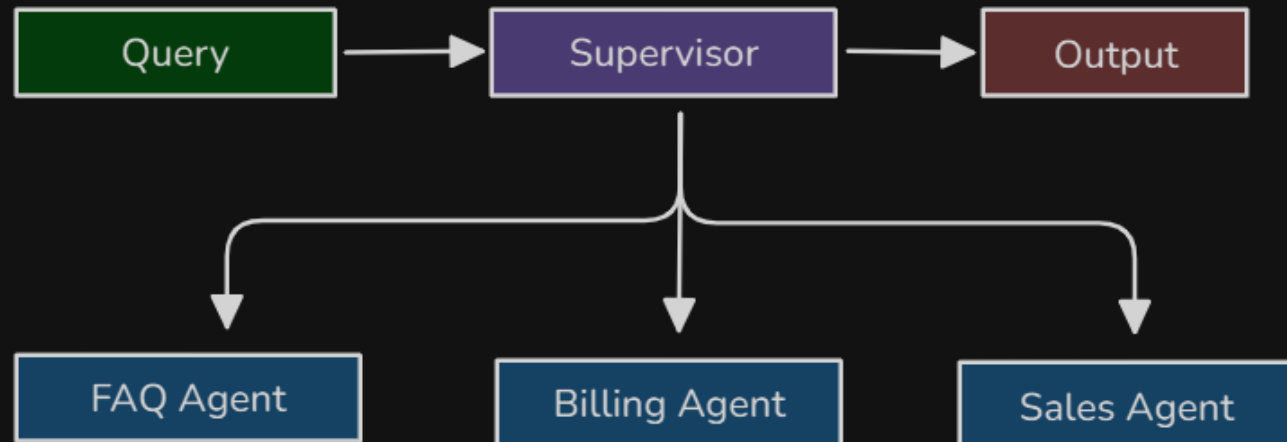 Query
Supervisor
Output
FAQ Agent
Billing Agent
Sales Agent